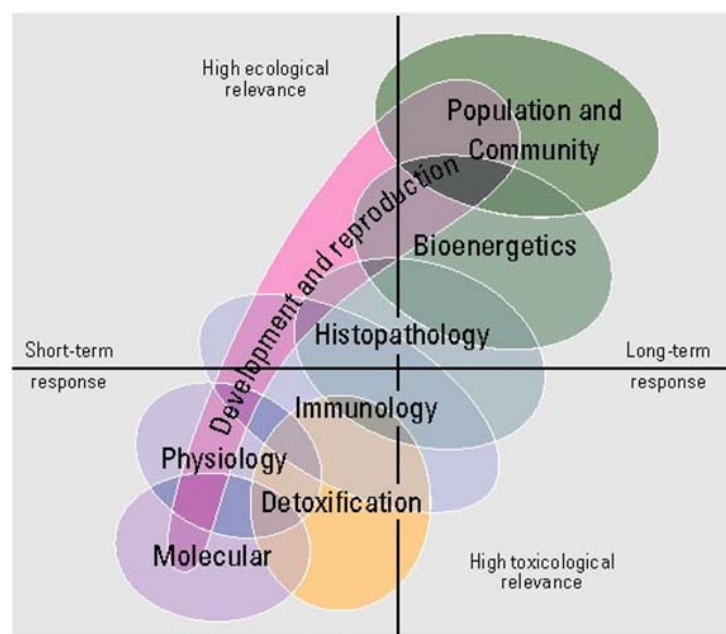 High ecological
relevance
Population and
Community
Development and reproduction
Bioenergetics
Histopathology
Short-term
response
Long-term
response
Immunology
Physiology
Detoxification
Molecular
High toxicological
relevance